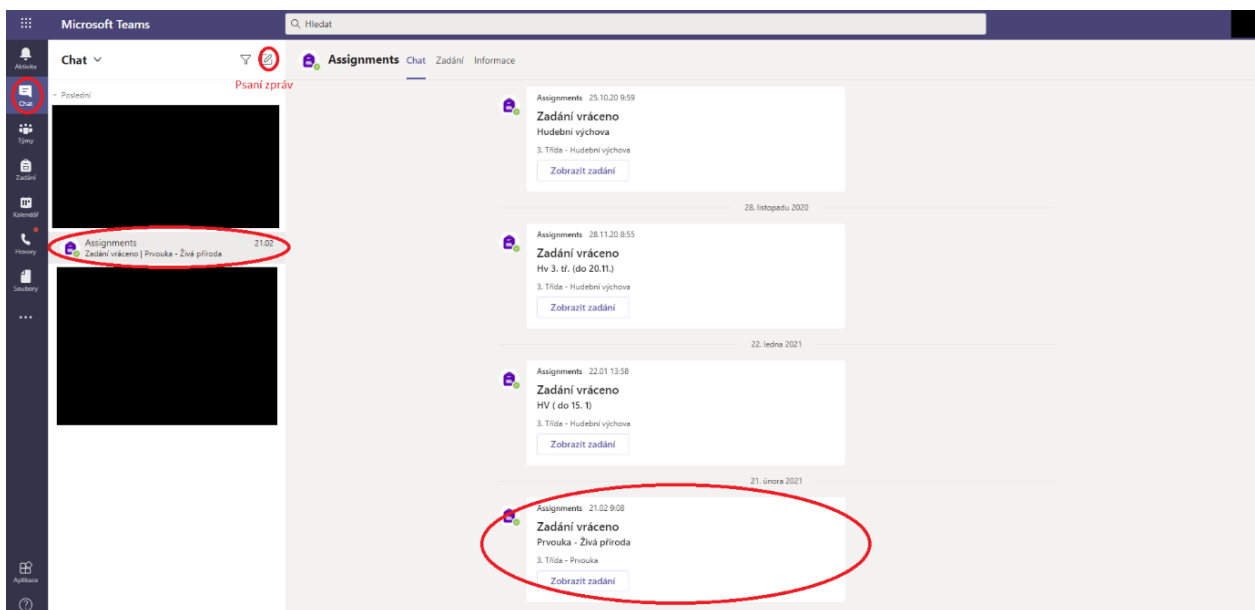 Microsoft Teams
Hledat
Aktivita
Chat
Týmy
Zadání
Kalendář
Hovory
Soubory
Aplikace
Chat
Psaní zpráv
Poslední
Assignments 21.02
Zadání vráceno | Prvouka - Živá příroda
Assignments Chat Zadání Informace
Assignments 25.10.20 9:59
Zadání vráceno
Hudební výchova
3. Třída - Hudební výchova
Zobrazit zadání
28. listopadu 2020
Assignments 28.11.20 8:55
Zadání vráceno
Hv 3. tř. (do 20.11.)
3. Třída - Hudební výchova
Zobrazit zadání
22. ledna 2021
Assignments 22.01 13:58
Zadání vráceno
HV ( do 15. 1)
3. Třída - Hudební výchova
Zobrazit zadání
21. února 2021
Assignments 21.02 9:08
Zadání vráceno
Prvouka - Živá příroda
3. Třída - Prvouka
Zobrazit zadání